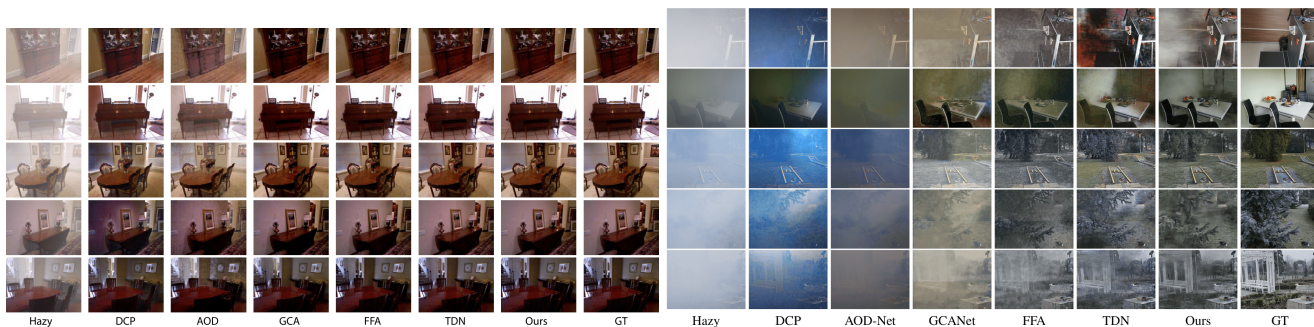 Hazy DCP AOD GCA FFA TDN Ours GT
Hazy DCP AOD-Net GCANet FFA TDN Ours GT